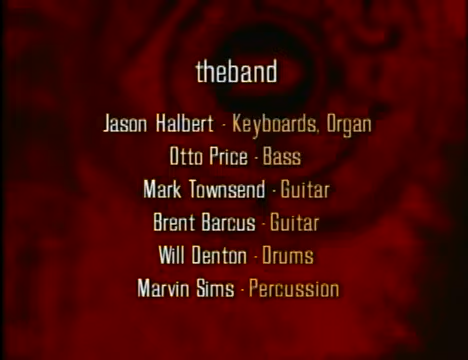 theband
Jason Halbert - Keyboards, Organ
Otto Price - Bass
Mark Townsend - Guitar
Brent Barcus - Guitar
Will Denton - Drums
Marvin Sims - Percussion